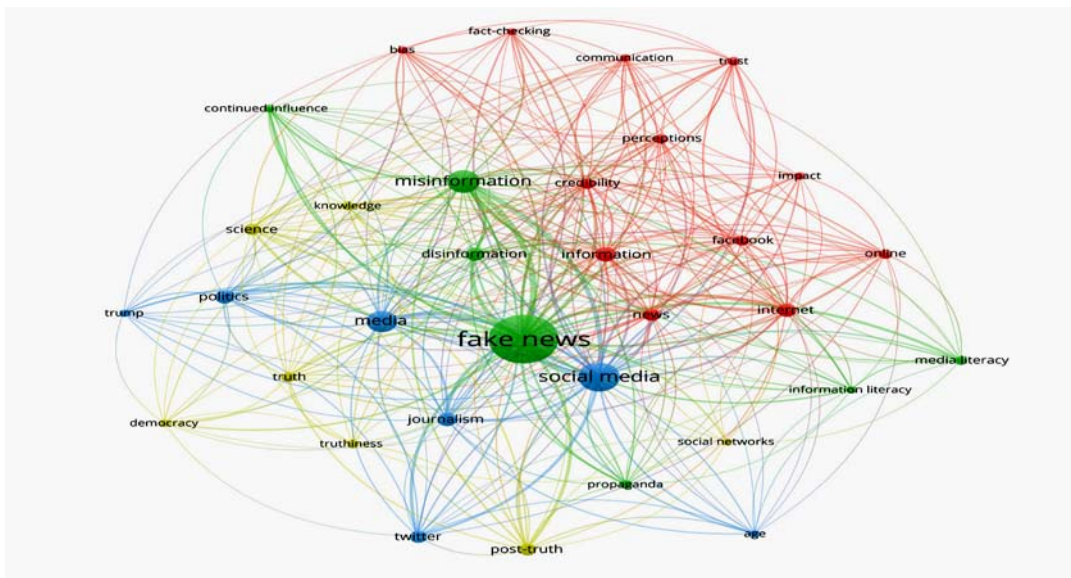 fact-checking
bias
communication
trust
continued influence
perceptions
misinformation
credibility
impact
knowledge
science
facebook
disinformation
information
online
politics
trump
media
news
internet
fake news
media literacy
truth
social media
information literacy
democracy
journalism
truthiness
social networks
propaganda
twitter
age
post-truth